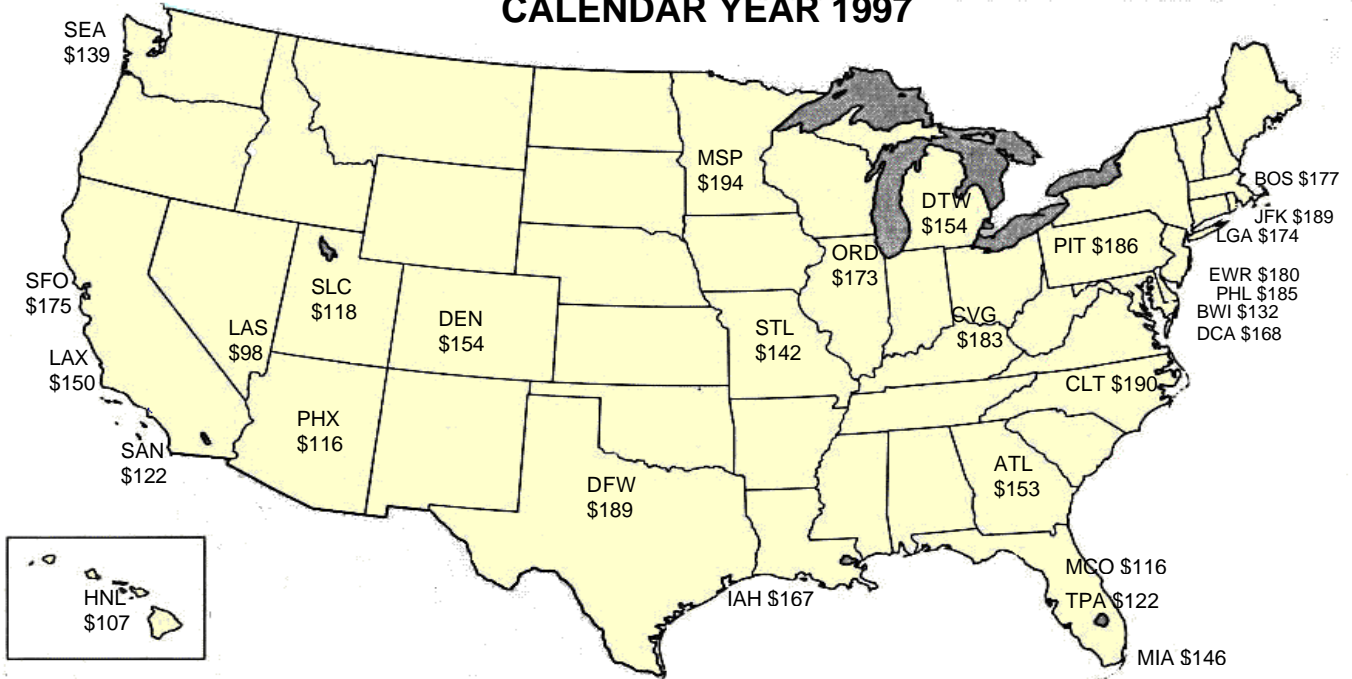 CALENDAR YEAR 1997
SEA
$139
MSP
$194
DTW
$154
BOS $177
JFK $189
LGA $174
PIT $186
ORD
$173
EWR $180
PHL $185
BWI $132
DCA $168
SFO
$175
SLC
$118
LAS
$98
DEN
$154
STL
$142
CVG
$183
LAX
$150
CLT $190
PHX
$116
SAN
$122
ATL
$153
DFW
$189
MCO $116
TPA $122
IAH $167
HNL
$107
MIA $146